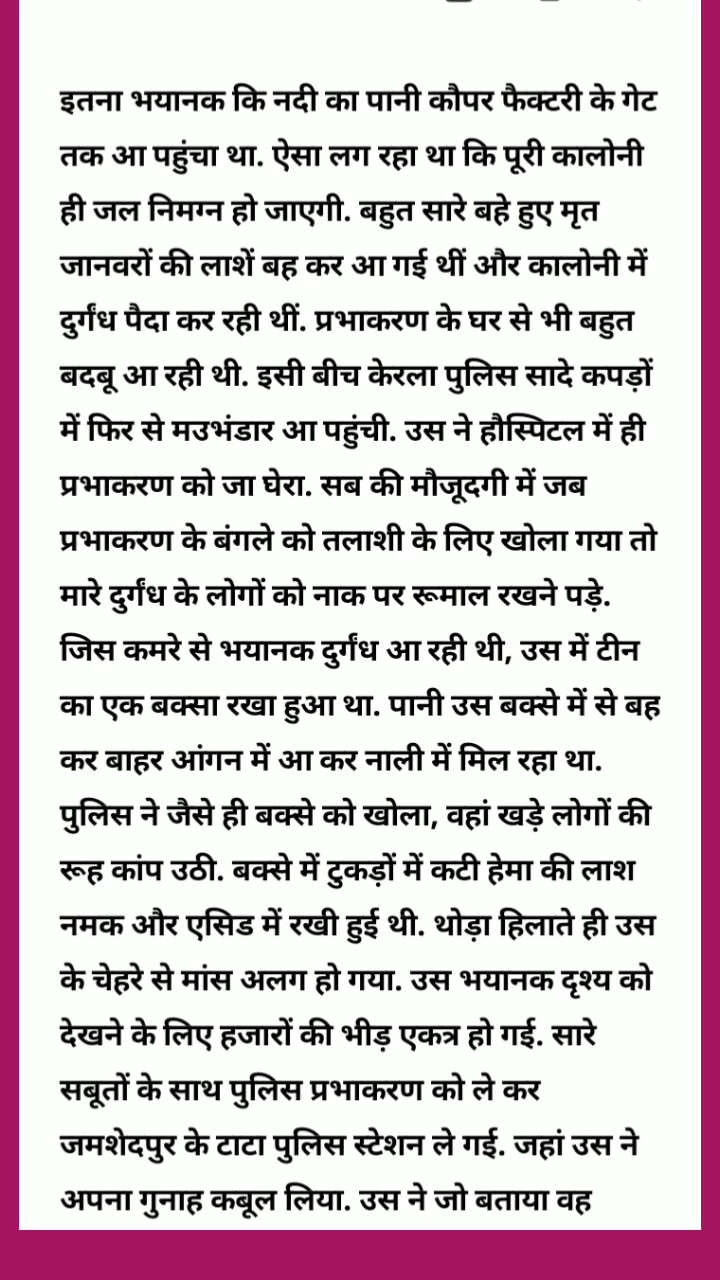 इतना भयानक कि नदी का पानी कौपर फैक्टरी के गेट
तक आ पहुंचा था. ऐसा लग रहा था कि पूरी कालोनी
ही जल निमग्न हो जाएगी. बहुत सारे बहे हुए मृत
जानवरों की लाशें बह कर आ गई थीं और कालोनी में
दुर्गंध पैदा कर रही थीं. प्रभाकरण के घर से भी बहुत
बदबू आ रही थी. इसी बीच केरला पुलिस सादे कपड़ों
में फिर से मउभंडार आ पहुंची. उस ने हौस्पिटल में ही
प्रभाकरण को जा घेरा. सब की मौजूदगी में जब
प्रभाकरण के बंगले को तलाशी के लिए खोला गया तो
मारे दुर्गंध के लोगों को नाक पर रूमाल रखने पड़े.
जिस कमरे से भयानक दुर्गंध आ रही थी, उस में टीन
का एक बक्सा रखा हुआ था. पानी उस बक्से में से बह
कर बाहर आंगन में आ कर नाली में मिल रहा था.
पुलिस ने जैसे ही बक्से को खोला, वहां खड़े लोगों की
रूह कांप उठी. बक्से में टुकड़ों में कटी हेमा की लाश
नमक और एसिड में रखी हुई थी. थोड़ा हिलाते ही उस
के चेहरे से मांस अलग हो गया. उस भयानक दृश्य को
देखने के लिए हजारों की भीड़ एकत्र हो गई. सारे
सबूतों के साथ पुलिस प्रभाकरण को ले कर
जमशेदपुर के टाटा पुलिस स्टेशन ले गई. जहां उस ने
अपना गुनाह कबूल लिया. उस ने जो बताया वह